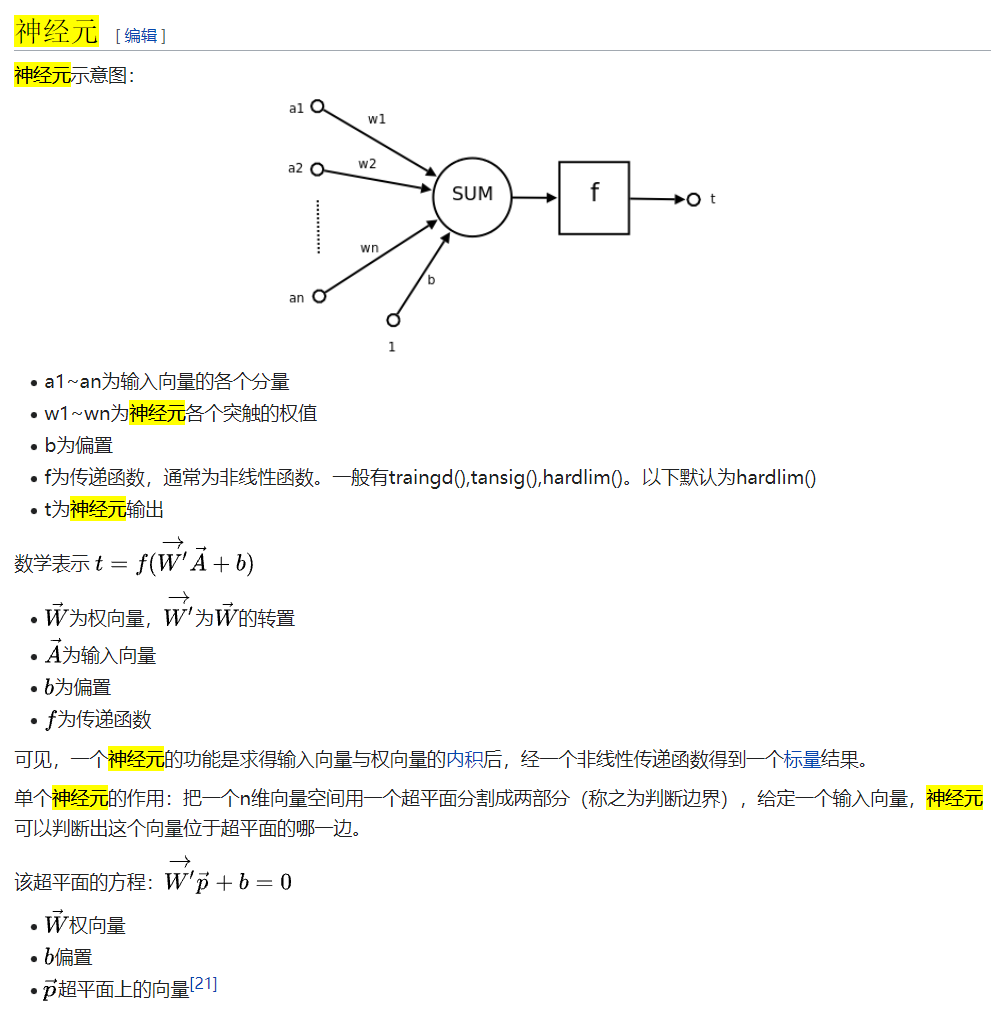 神经元 [ 编辑 ]
神经元示意图：
a1
w1
a2
w2
SUM
f
t
wn
an
b
1
• a1~an为输入向量的各个分量
• w1~wn为神经元各个突触的权值
• b为偏置
• f为传递函数，通常为非线性函数。一般有traingd(),tansig(),hardlim()。以下默认为hardlim()
• t为神经元输出
数学表示 $t = f(\overrightarrow{W'}\vec{A} + b)$
• $\vec{W}$为权向量，$\overrightarrow{W'}$为$\vec{W}$的转置
• $\vec{A}$为输入向量
• $b$为偏置
• $f$为传递函数
可见，一个神经元的功能是求得输入向量与权向量的内积后，经一个非线性传递函数得到一个标量结果。
单个神经元的作用：把一个n维向量空间用一个超平面分割成两部分（称之为判断边界），给定一个输入向量，神经元
可以判断出这个向量位于超平面的哪一边。
该超平面的方程：$\overrightarrow{W'}\vec{p} + b = 0$
• $\vec{W}$权向量
• $b$偏置
• $\vec{p}$超平面上的向量[21]